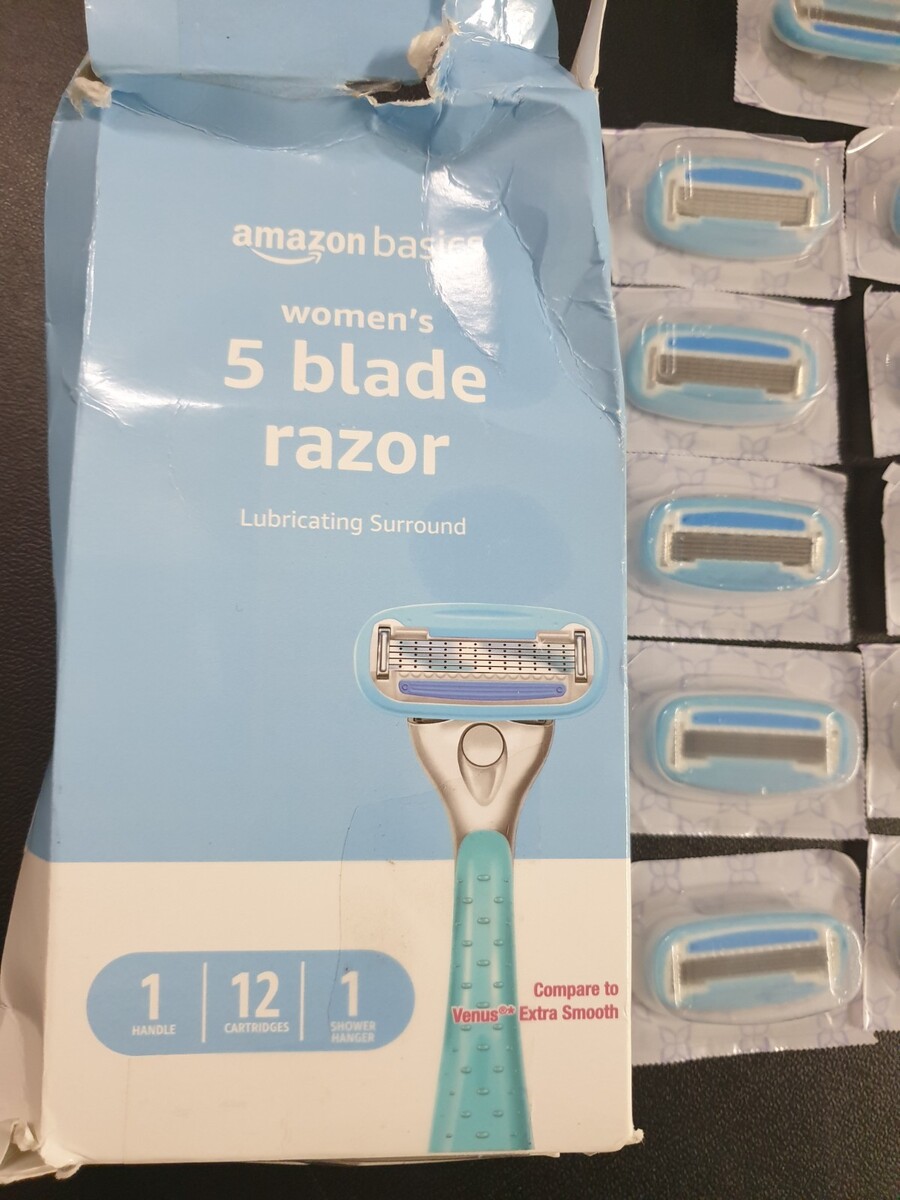 amazon basics
women's
5 blade
razor
Lubricating Surround
1 HANDLE
12 CARTRIDGES
1 SHOWER HANGER
Compare to
Venus®* Extra Smooth